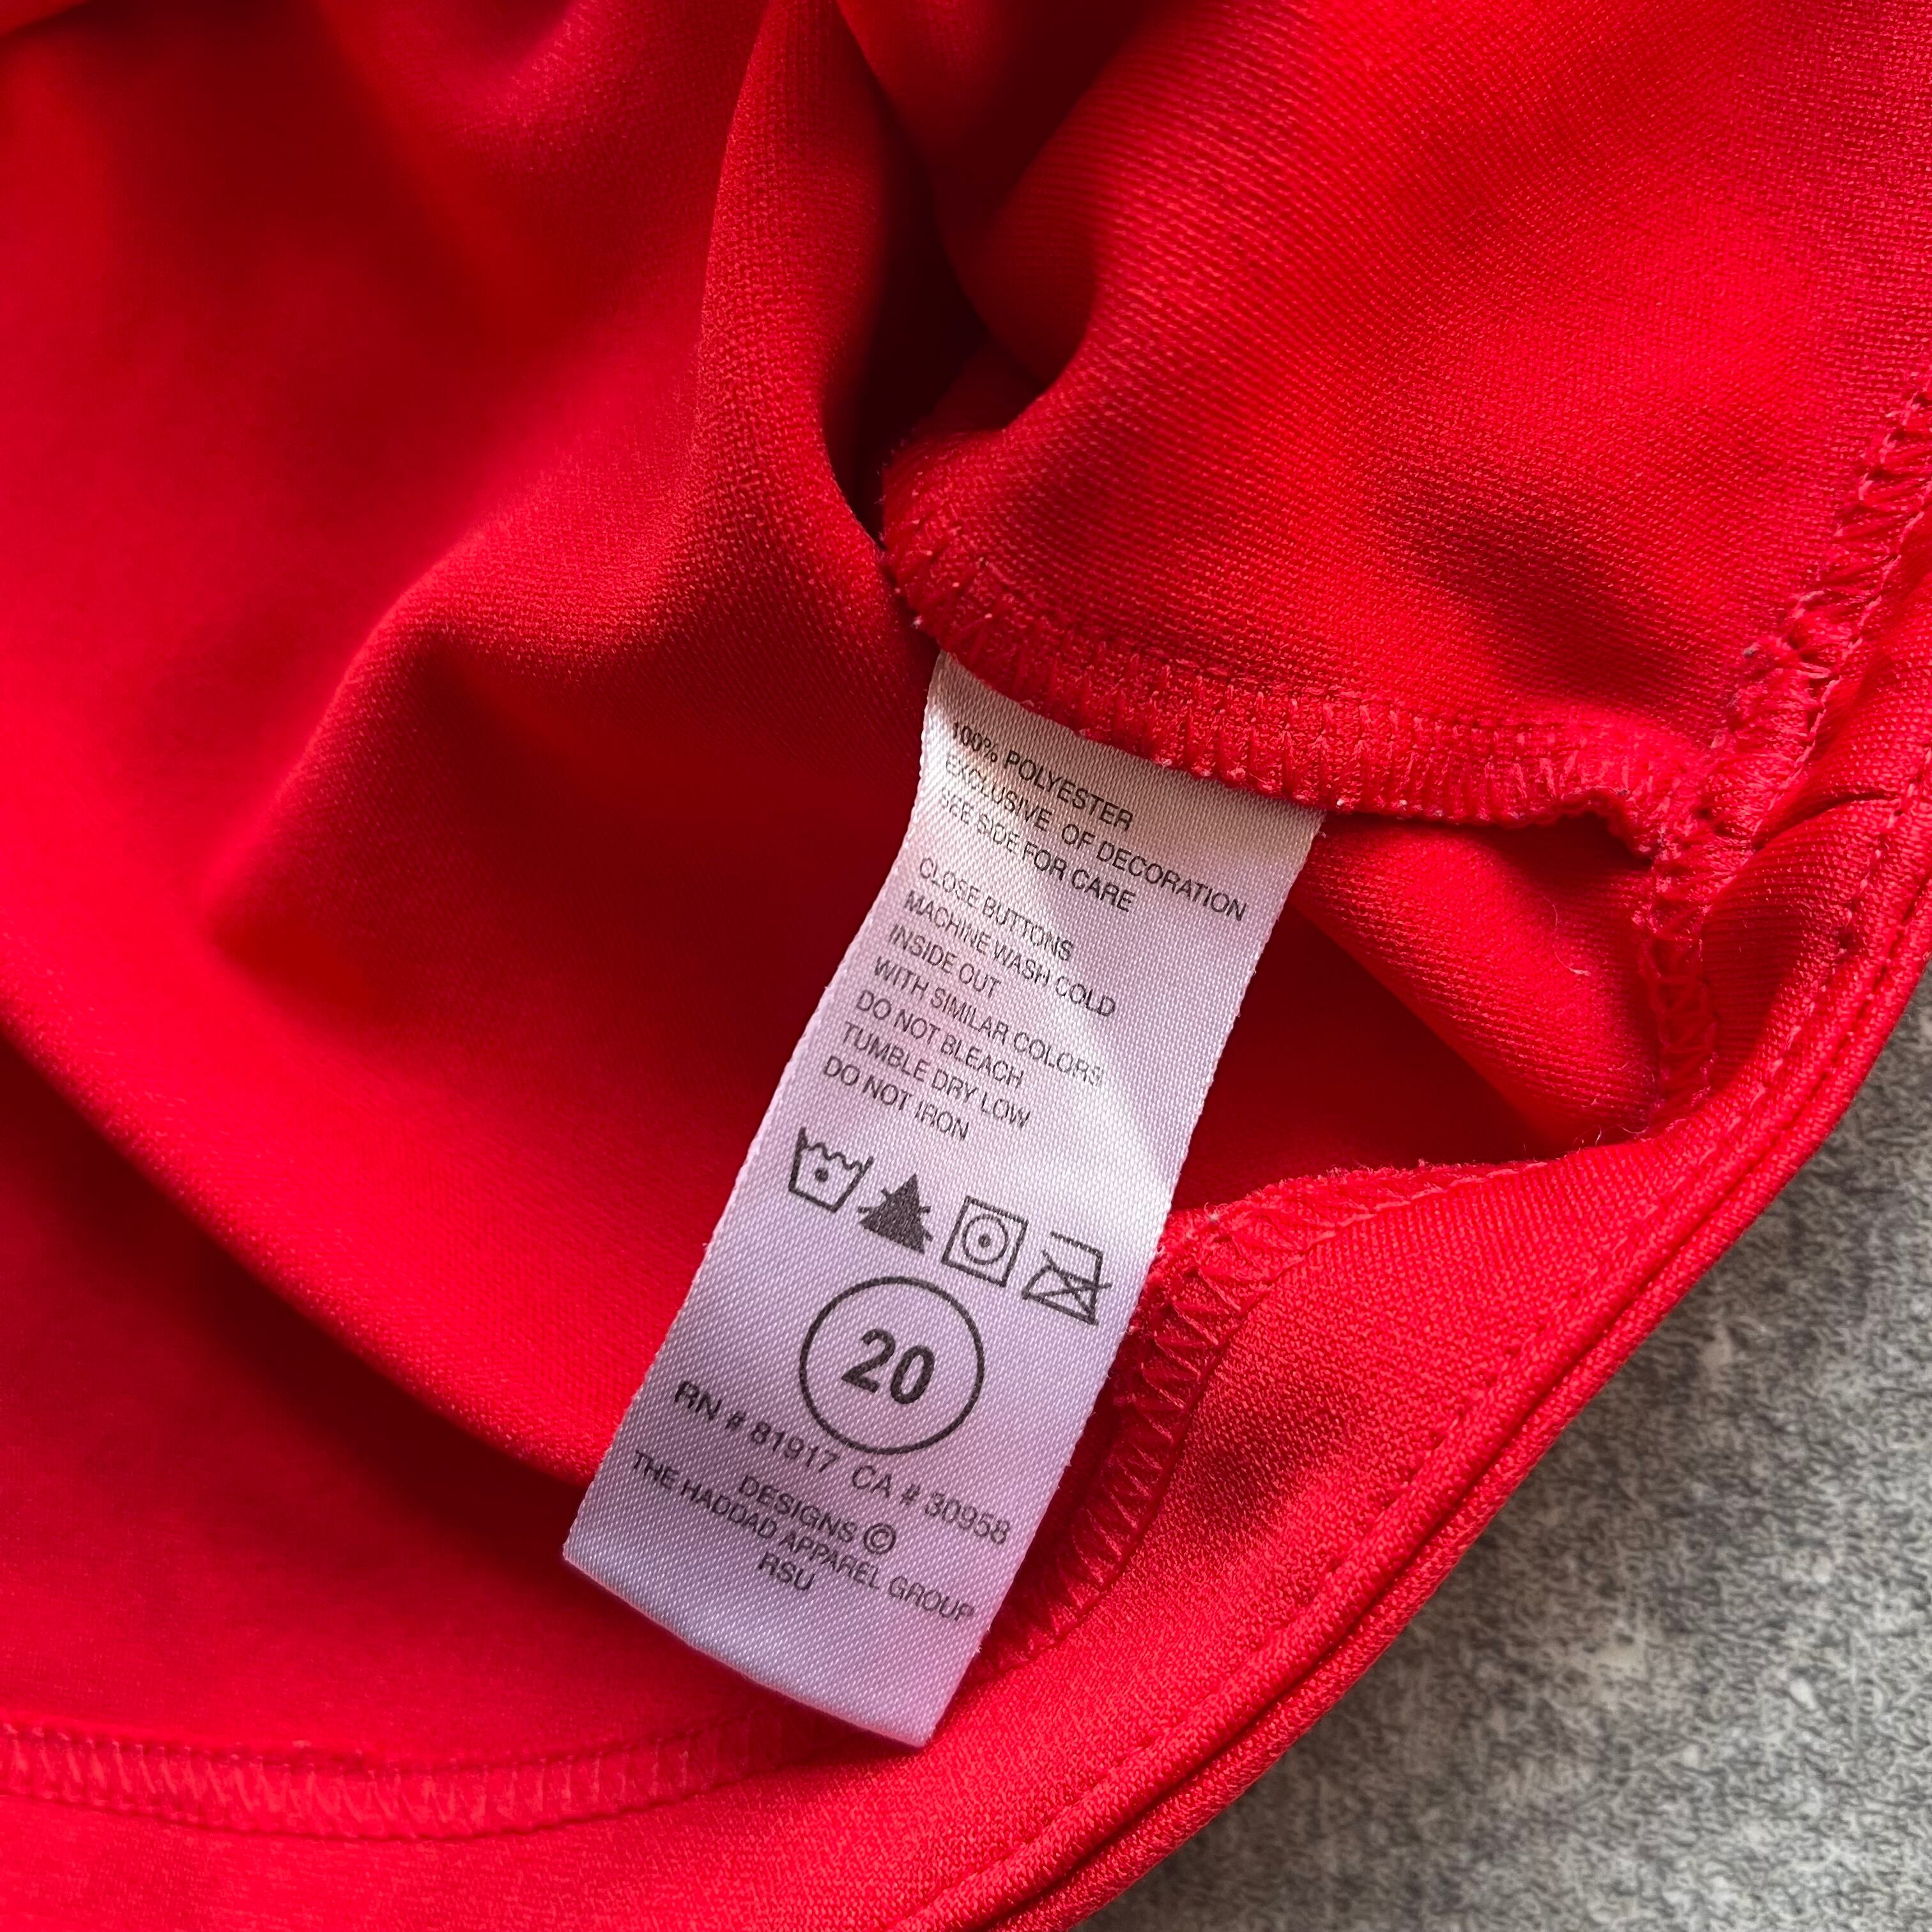 100% POLYESTER
EXCLUSIVE OF DECORATION
SEE SIDE FOR CARE
CLOSE BUTTONS
MACHINE WASH COLD
INSIDE OUT
WITH SIMILAR COLORS
DO NOT BLEACH
TUMBLE DRY LOW
DO NOT IRON
20
RN # 81917 CA # 30958
DESIGNS ©
THE HADDAD APPAREL GROUP
RSU